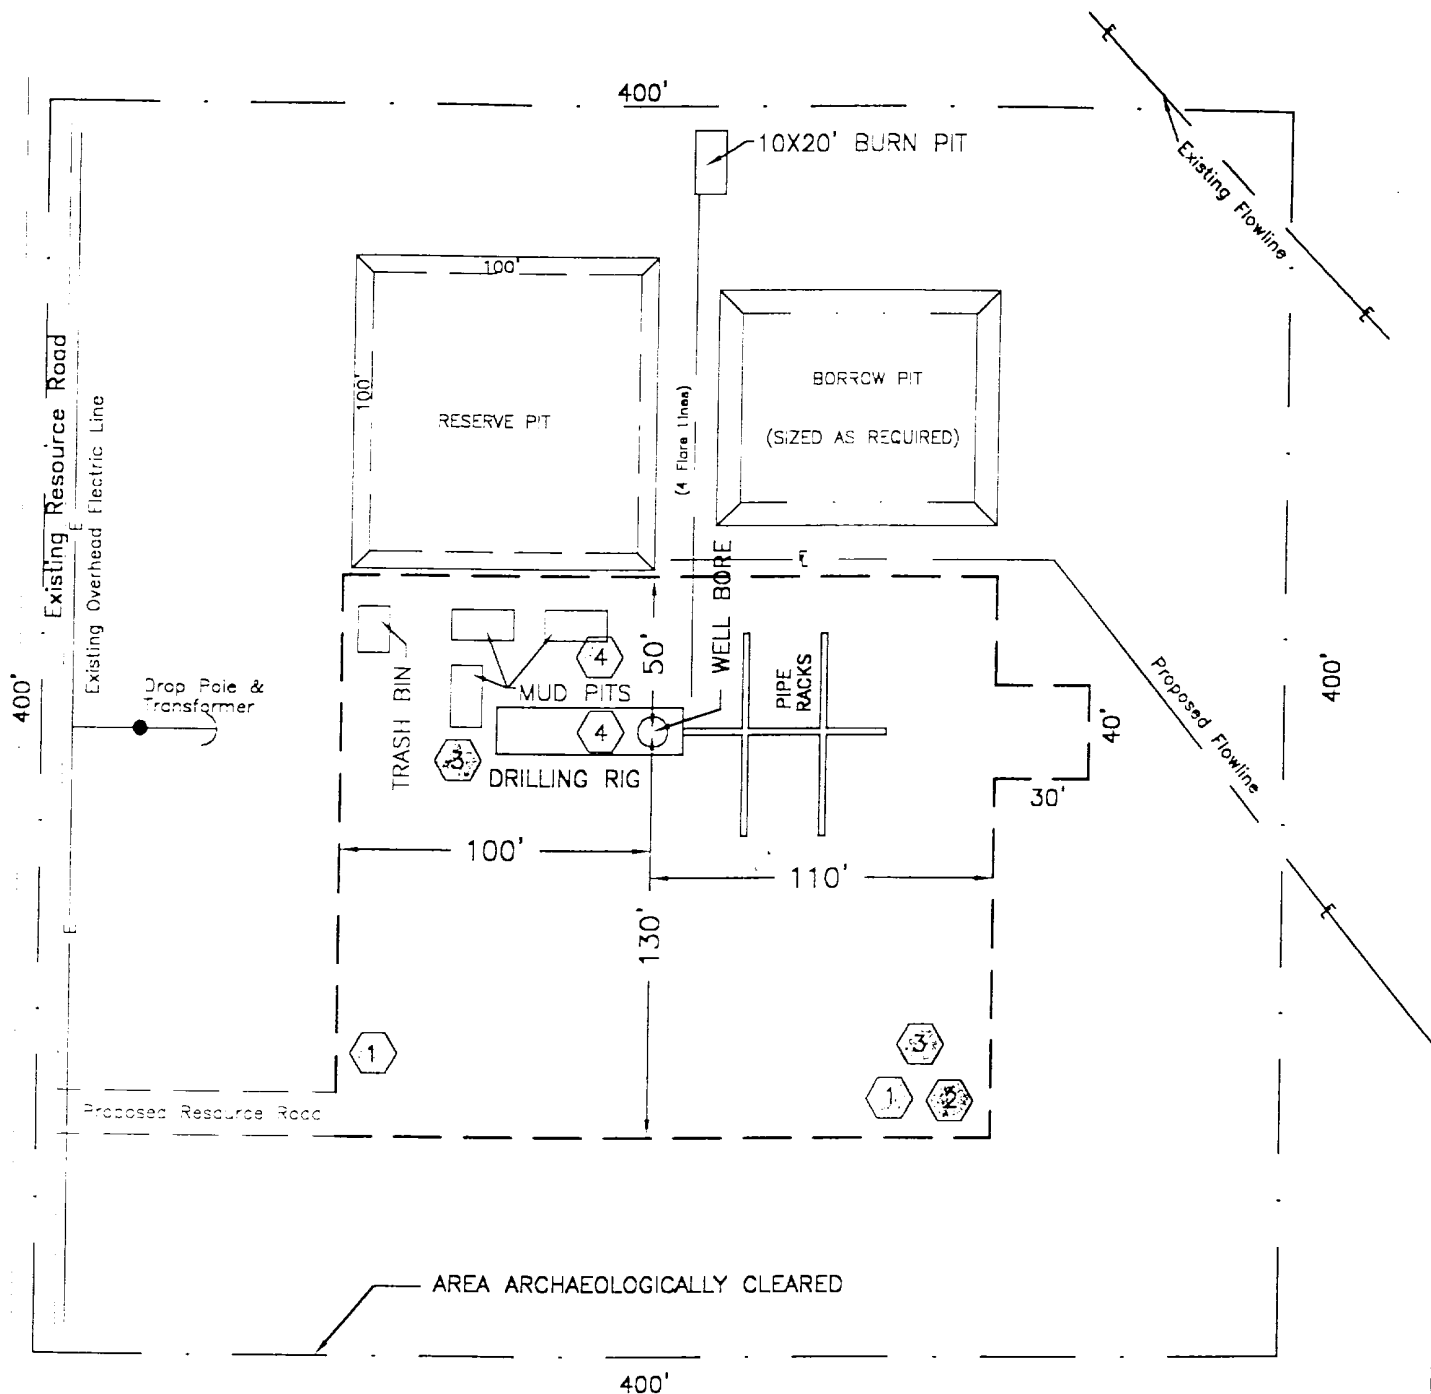 400'
10X20' BURN PIT
Existing Flowline
100'
100'
RESERVE PIT
BORROW PIT
(SIZED AS REQUIRED)
(4 Flare lines)
Existing Resource Road
Existing Overhead Electric Line
E
E
WELL BORE
50'
4
MUD PITS
TRASH BIN
PIPE
RACKS
Proposed Flowline
400'
400'
Drop Pole &
Transformer
4
3
DRILLING RIG
40'
30'
100'
110'
130'
1
3
1
2
Proposed Resource Road
AREA ARCHAEOLOGICALLY CLEARED
400'